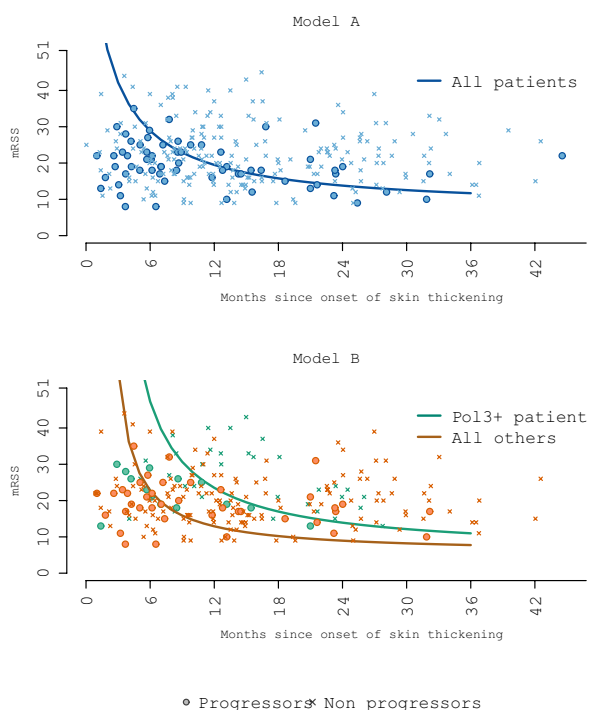 Model A
51
40
30
20
10
0
mRSS
All patients
0 6 12 18 24 30 36 42
Months since onset of skin thickening
Model B
51
40
30
20
10
0
mRSS
Pol3+ patient
All others
0 6 12 18 24 30 36 42
Months since onset of skin thickening
Progressors × Non progressors